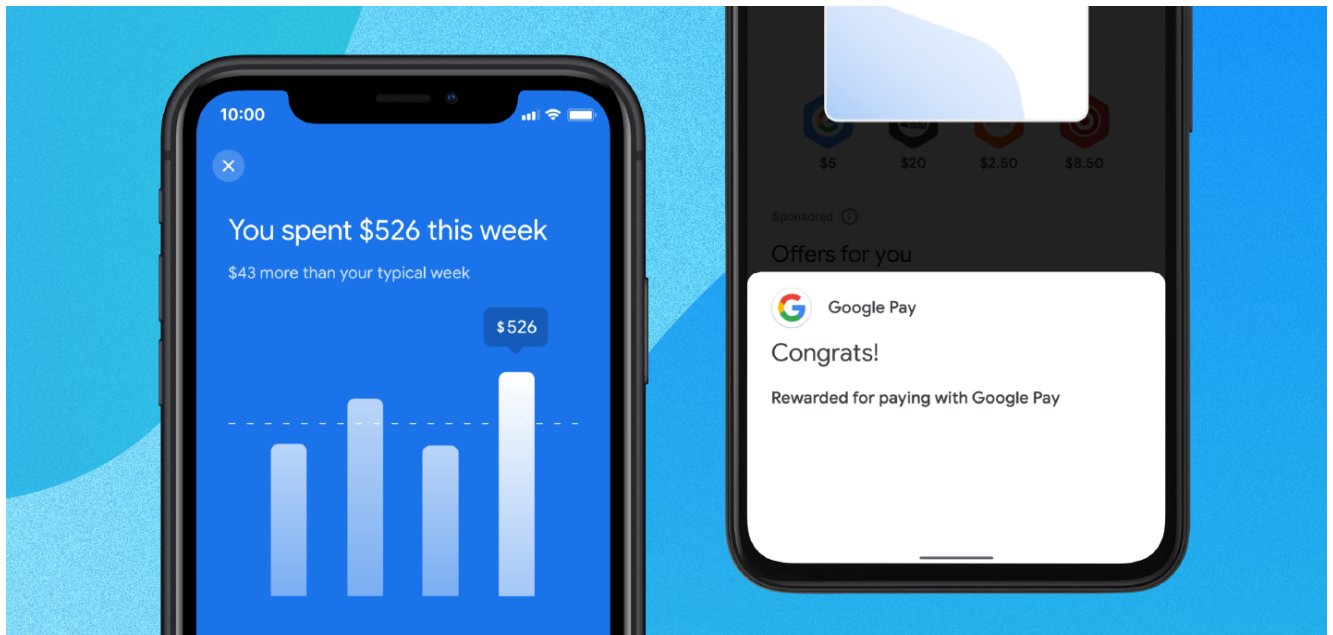 10:00
You spent $526 this week
$43 more than your typical week
$526
$5
$20
$2.50
$8.50
Sponsored
Offers for you
Google Pay
Congrats!
Rewarded for paying with Google Pay